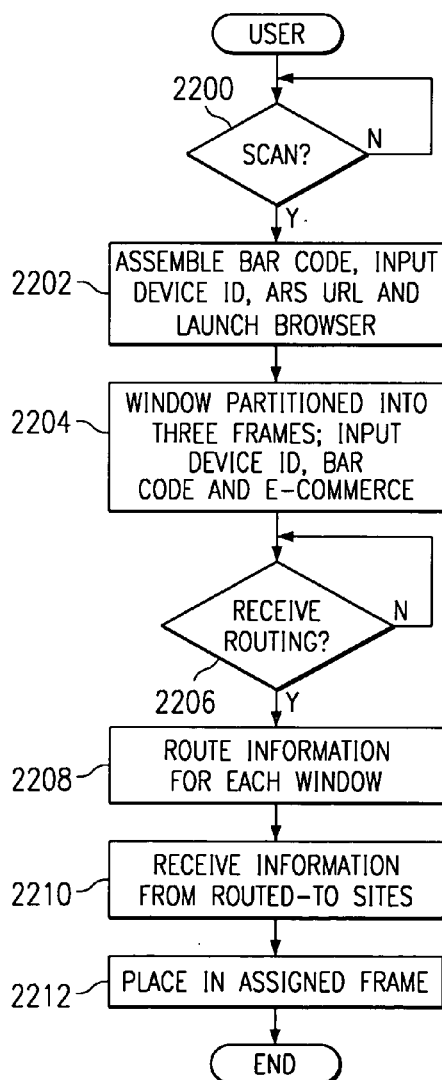 USER
2200
SCAN?
N
Y
2202
ASSEMBLE BAR CODE, INPUT
DEVICE ID, ARS URL AND
LAUNCH BROWSER
2204
WINDOW PARTITIONED INTO
THREE FRAMES; INPUT
DEVICE ID, BAR
CODE AND E-COMMERCE
RECEIVE
ROUTING?
N
2206
Y
2208
ROUTE INFORMATION
FOR EACH WINDOW
2210
RECEIVE INFORMATION
FROM ROUTED-TO SITES
2212
PLACE IN ASSIGNED FRAME
END